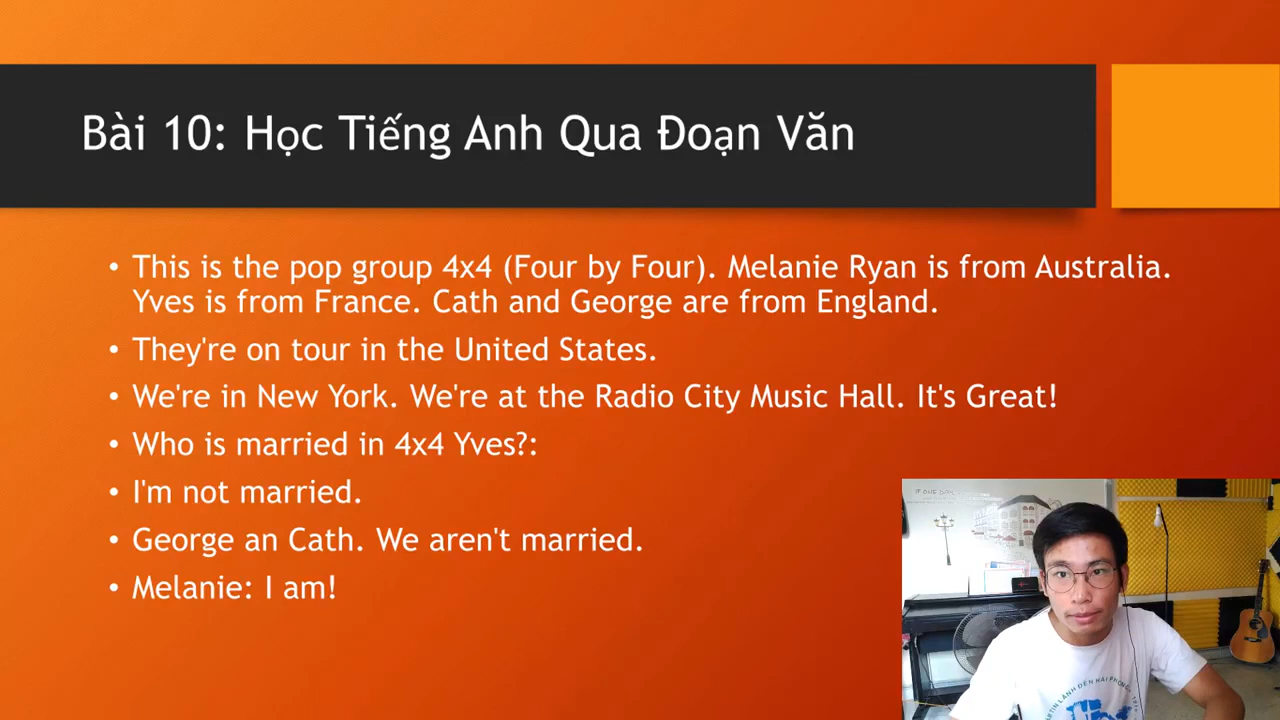 Bài 10: Học Tiếng Anh Qua Đoạn Văn
• This is the pop group 4x4 (Four by Four). Melanie Ryan is from Australia.
Yves is from France. Cath and George are from England.
• They're on tour in the United States.
• We're in New York. We're at the Radio City Music Hall. It's Great!
• Who is married in 4x4 Yves?:
• I'm not married.
• George an Cath. We aren't married.
• Melanie: I am!
IF ONE DAY